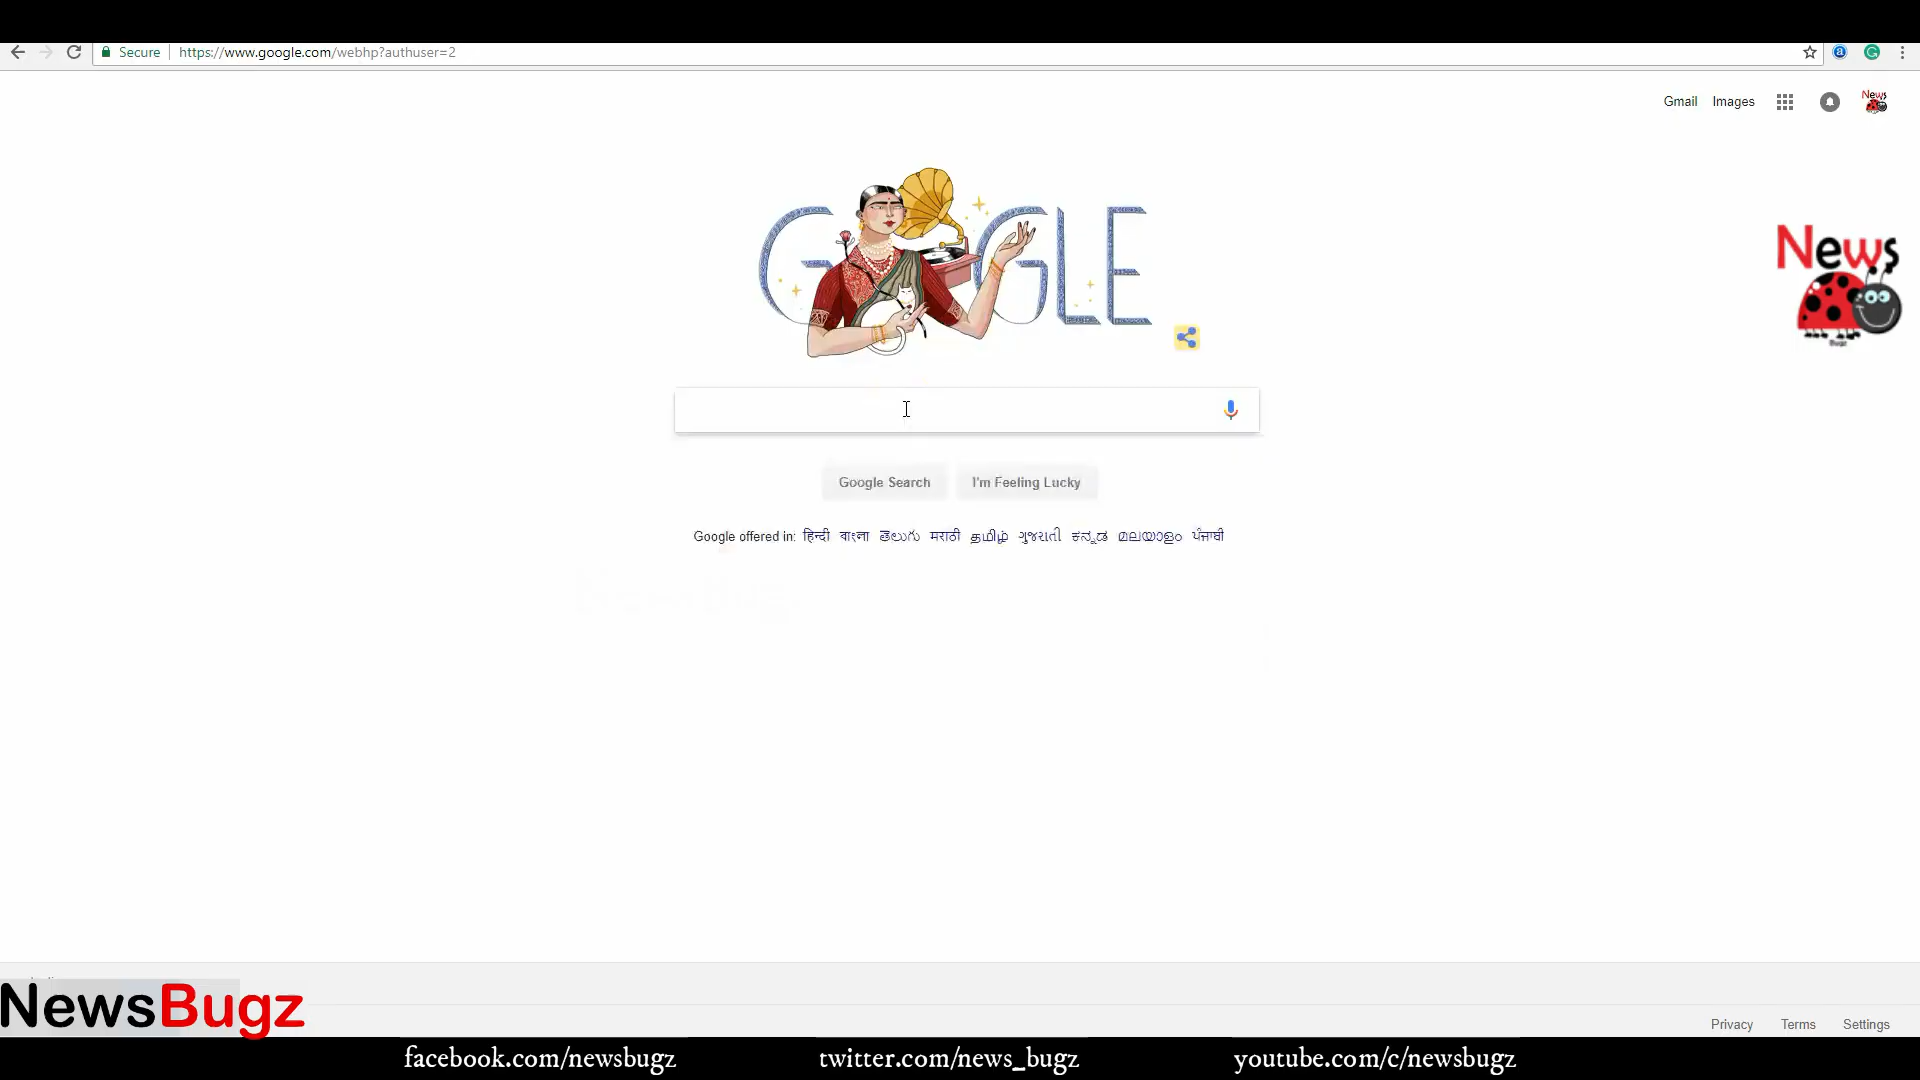 Secure https://www.google.com/webhp?authuser=2
Gmail Images
News
GOOGLE
News
Google Search I'm Feeling Lucky
Google offered in: हिन्दी বাংলা తెలుగు मराठी தமிழ் ગુજરાતી ಕನ್ನಡ മലയാളം ਪੰਜਾਬੀ
NewsBugz
Privacy Terms Settings
facebook.com/newsbugz twitter.com/news_bugz youtube.com/c/newsbugz